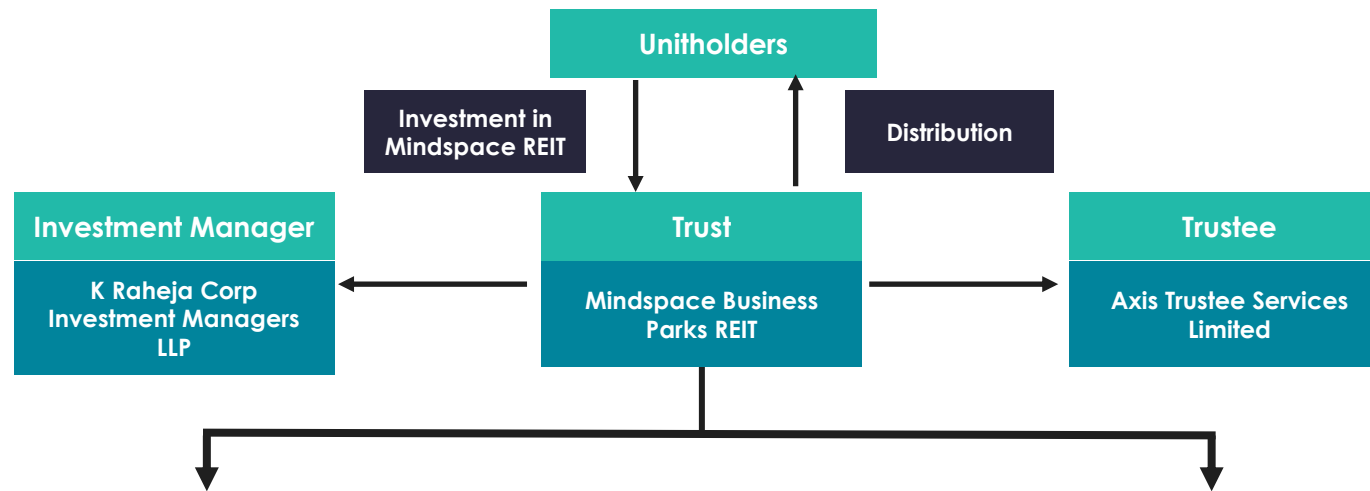 Unitholders
Investment in
Mindspace REIT
Distribution
Investment Manager
K Raheja Corp
Investment Managers
LLP
Trust
Mindspace Business
Parks REIT
Trustee
Axis Trustee Services
Limited